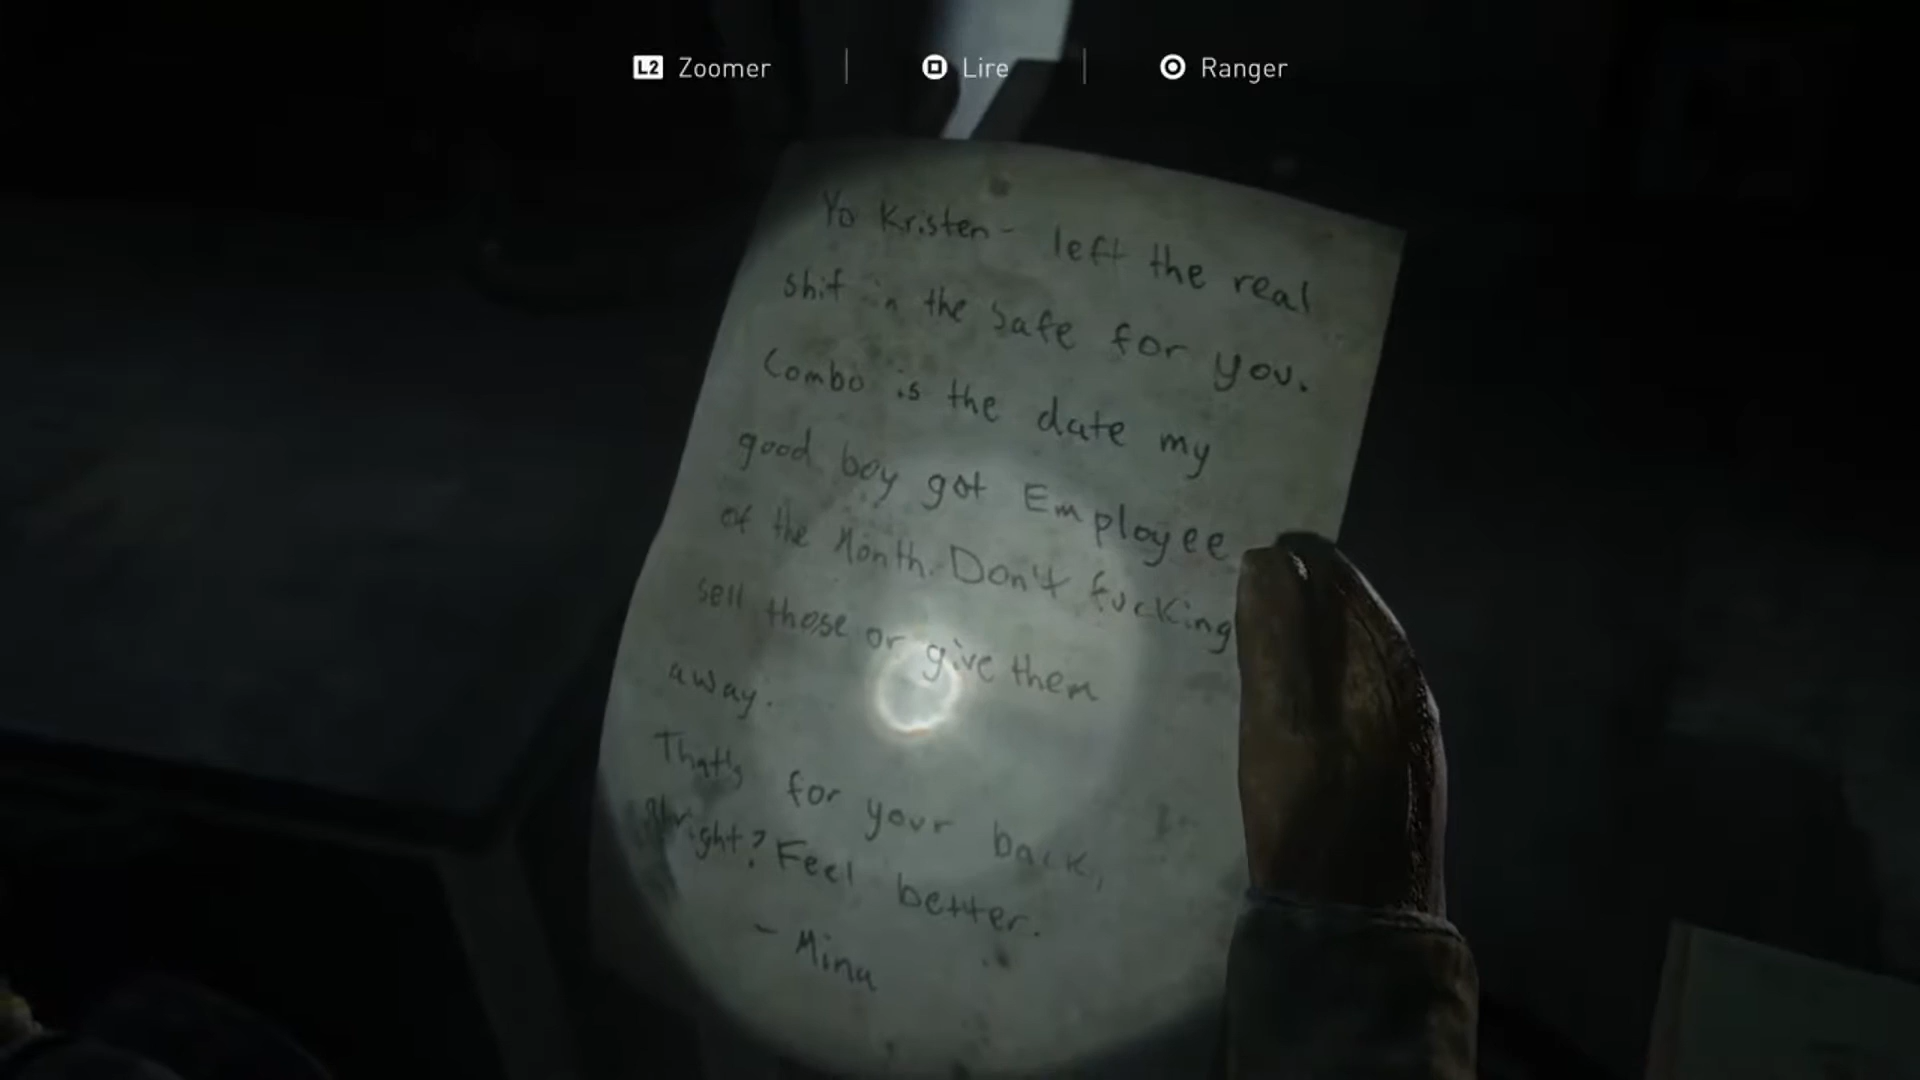 L2 Zoomer | Lire | Ranger
Yo Kristen - left the real
shit in the safe for you.
Combo is the date my
good boy got Employee
of the Month. Don't fucking
sell those or give them
away.
That's for your back,
alright? Feel better.
- Mina